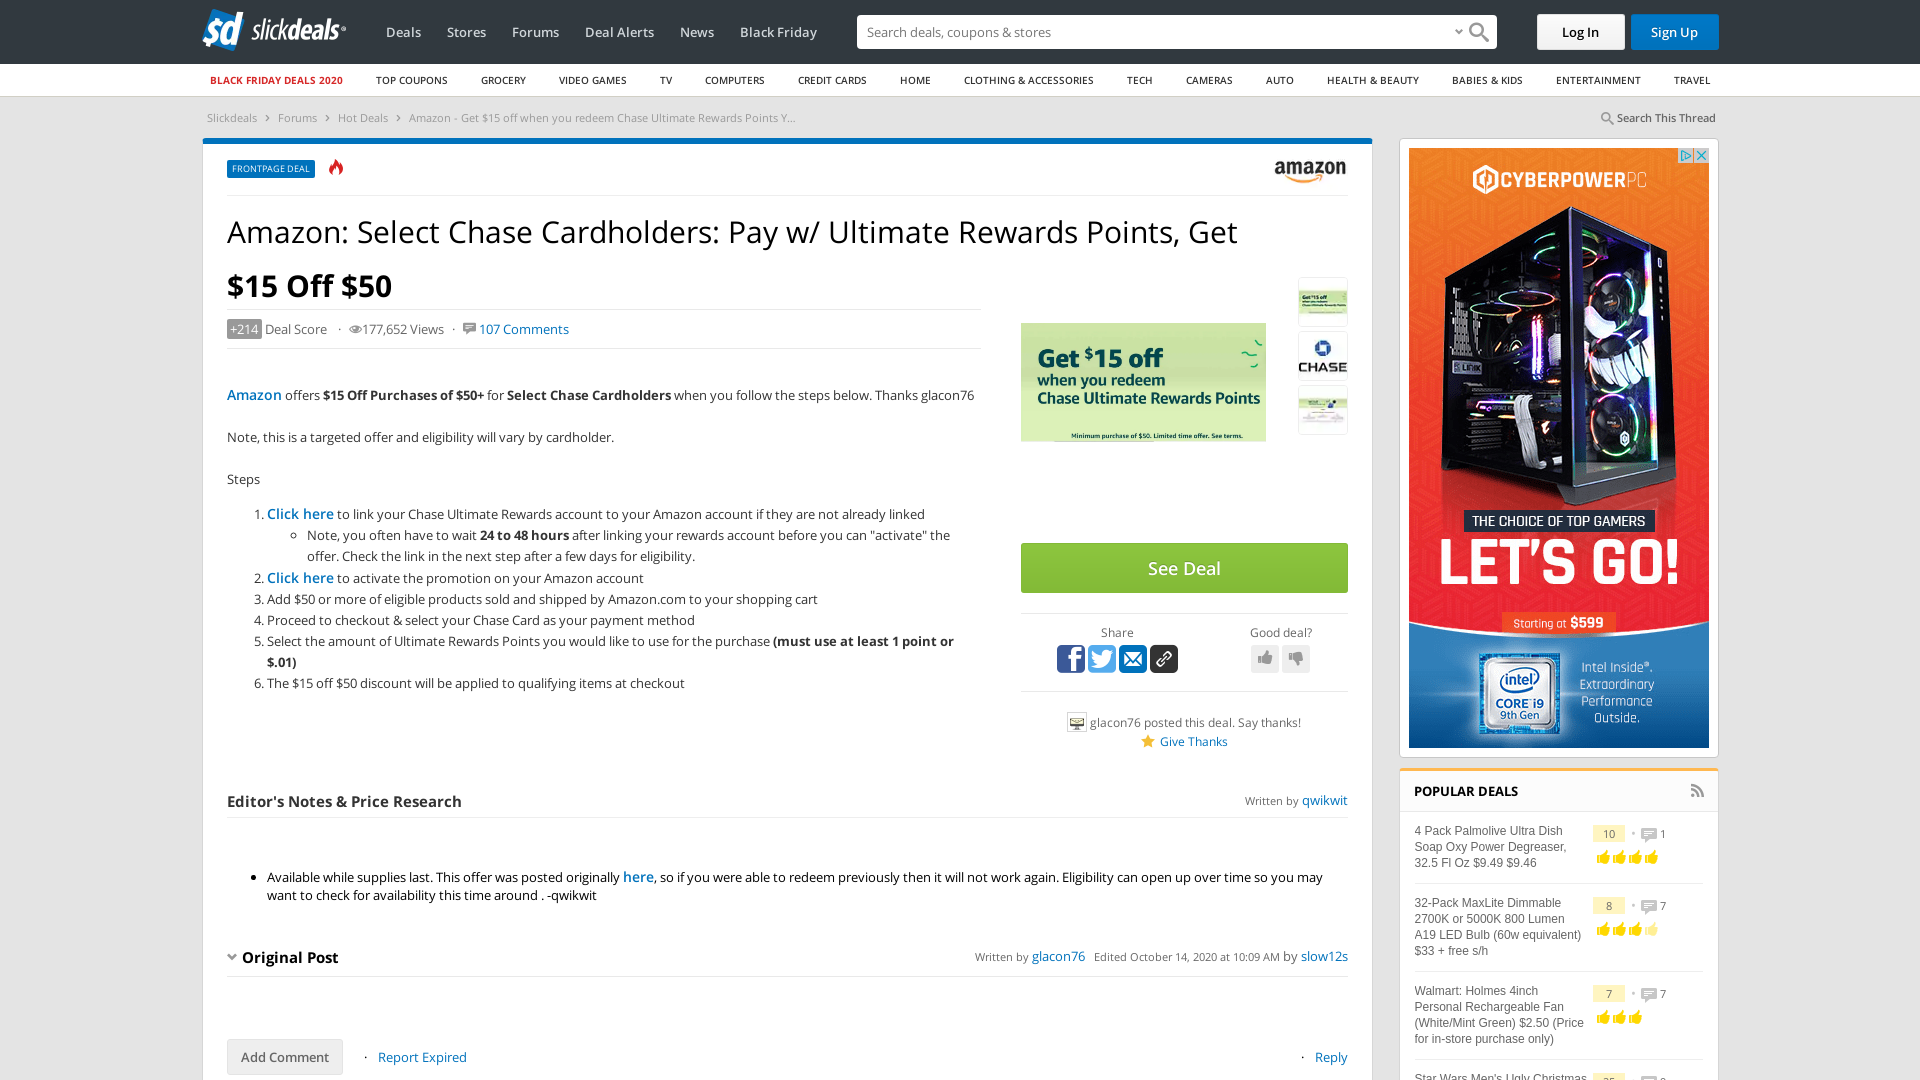 slickdeals
Deals
Stores
Forums
Deal Alerts
News
Black Friday
Search deals, coupons & stores
Log In
Sign Up
BLACK FRIDAY DEALS 2020
TOP COUPONS
GROCERY
VIDEO GAMES
TV
COMPUTERS
CREDIT CARDS
HOME
CLOTHING & ACCESSORIES
TECH
CAMERAS
AUTO
HEALTH & BEAUTY
BABIES & KIDS
ENTERTAINMENT
TRAVEL
Slickdeals › Forums › Hot Deals › Amazon - Get $15 off when you redeem Chase Ultimate Rewards Points Y...
Search This Thread
FRONTPAGE DEAL
amazon
Amazon: Select Chase Cardholders: Pay w/ Ultimate Rewards Points, Get
$15 Off $50
+214 Deal Score · 177,652 Views · 107 Comments
Amazon offers $15 Off Purchases of $50+ for Select Chase Cardholders when you follow the steps below. Thanks glacon76
Note, this is a targeted offer and eligibility will vary by cardholder.
Steps
1. Click here to link your Chase Ultimate Rewards account to your Amazon account if they are not already linked
Note, you often have to wait 24 to 48 hours after linking your rewards account before you can "activate" the
offer. Check the link in the next step after a few days for eligibility.
2. Click here to activate the promotion on your Amazon account
3. Add $50 or more of eligible products sold and shipped by Amazon.com to your shopping cart
4. Proceed to checkout & select your Chase Card as your payment method
5. Select the amount of Ultimate Rewards Points you would like to use for the purchase (must use at least 1 point or
$.01)
6. The $15 off $50 discount will be applied to qualifying items at checkout
Get $15 off
when you redeem
Chase Ultimate Rewards Points
Minimum purchase of $50. Limited time offer. See terms.
Get $15 off
when you redeem
Chase Ultimate Rewards Points
CHASE
See Deal
Share
Good deal?
glacon76 posted this deal. Say thanks!
Give Thanks
Editor's Notes & Price Research
Written by qwikwit
• Available while supplies last. This offer was posted originally here, so if you were able to redeem previously then it will not work again. Eligibility can open up over time so you may
want to check for availability this time around . -qwikwit
Original Post
Written by glacon76 Edited October 14, 2020 at 10:09 AM by slow12s
Add Comment
· Report Expired
· Reply
CYBERPOWERPC
THE CHOICE OF TOP GAMERS
LET'S GO!
Starting at $599
intel
CORE i9
9th Gen
Intel Inside®.
Extraordinary
Performance
Outside.
POPULAR DEALS
4 Pack Palmolive Ultra Dish
Soap Oxy Power Degreaser,
32.5 Fl Oz $9.49 $9.46
10 • 1
32-Pack MaxLite Dimmable
2700K or 5000K 800 Lumen
A19 LED Bulb (60w equivalent)
$33 + free s/h
8 • 7
Walmart: Holmes 4inch
Personal Rechargeable Fan
(White/Mint Green) $2.50 (Price
for in-store purchase only)
7 • 7
Star Wars Men's Ugly Christmas